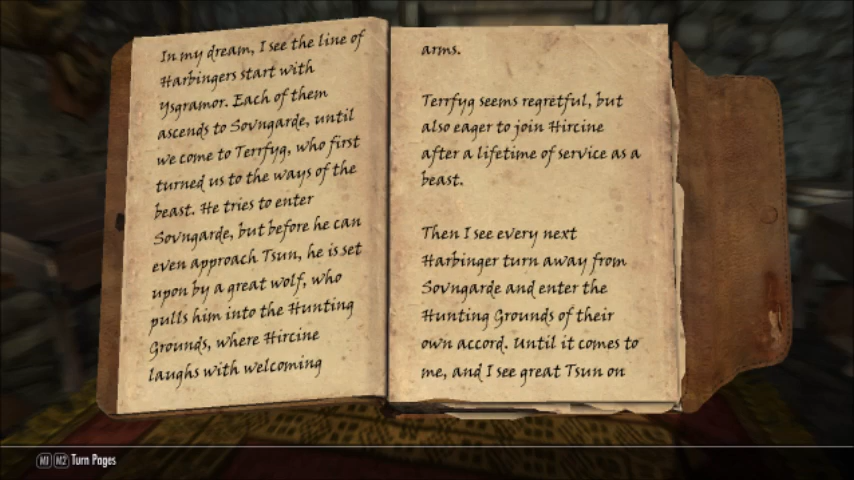 In my dream, I see the line of
Harbingers start with
Ysgramor. Each of them
ascends to Sovngarde, until
we come to Terrfyg, who first
turned us to the ways of the
beast. He tries to enter
Sovngarde, but before he can
even approach Tsun, he is set
upon by a great wolf, who
pulls him into the Hunting
Grounds, where Hircine
laughs with welcoming
arms.
Terrfyg seems regretful, but
also eager to join Hircine
after a lifetime of service as a
beast.
Then I see every next
Harbinger turn away from
Sovngarde and enter the
Hunting Grounds of their
own accord. Until it comes to
me, and I see great Tsun on
M1 M2 Turn Pages